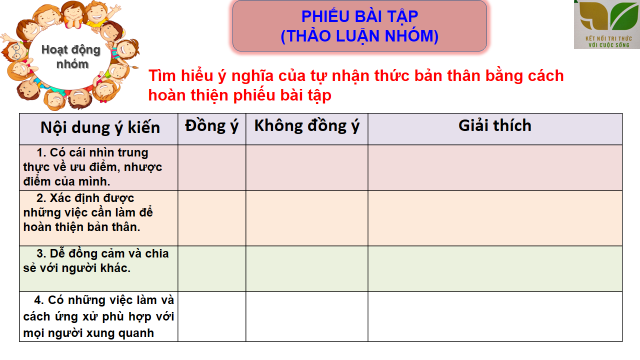 PHIẾU BÀI TẬP
(THẢO LUẬN NHÓM)
Hoạt động
nhóm
KẾT NỐI TRI THỨC
VỚI CUỘC SỐNG
Tìm hiểu ý nghĩa của tự nhận thức bản thân bằng cách
hoàn thiện phiếu bài tập
Nội dung ý kiến Đồng ý Không đồng ý Giải thích
1. Có cái nhìn trung
thực về ưu điểm, nhược
điểm của mình.
2. Xác định được
những việc cần làm để
hoàn thiện bản thân.
3. Dễ đồng cảm và chia
sẻ với người khác.
4. Có những việc làm và
cách ứng xử phù hợp với
mọi người xung quanh